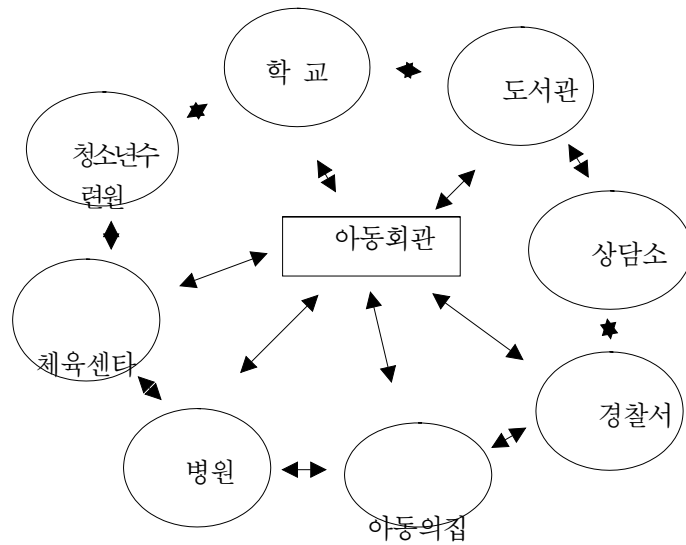 학 교
도서관
청소년수
련원
아동회관
상담소
체육센타
경찰서
병원
아동의집